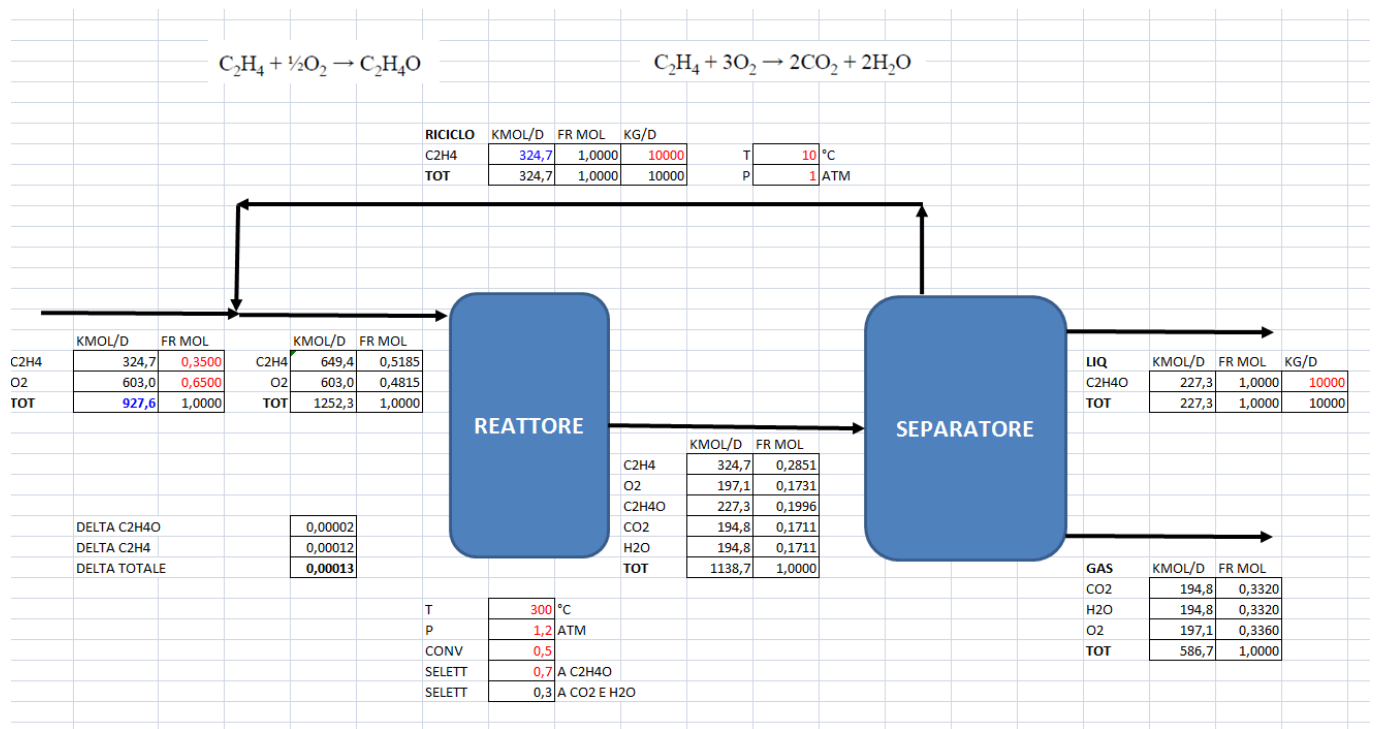 C₂H₄ + ½O₂ → C₂H₄O
C₂H₄ + 3O₂ → 2CO₂ + 2H₂O
RICICLO KMOL/D FR MOL KG/D
C2H4 324,7 1,0000 10000 T 10 °C
TOT 324,7 1,0000 10000 P 1 ATM
KMOL/D FR MOL
C2H4 324,7 0,3500
O2 603,0 0,6500
TOT 927,6 1,0000
KMOL/D FR MOL
C2H4 649,4 0,5185
O2 603,0 0,4815
TOT 1252,3 1,0000
REATTORE
SEPARATORE
LIQ KMOL/D FR MOL KG/D
C2H4O 227,3 1,0000 10000
TOT 227,3 1,0000 10000
KMOL/D FR MOL
C2H4 324,7 0,2851
O2 197,1 0,1731
C2H4O 227,3 0,1996
CO2 194,8 0,1711
H2O 194,8 0,1711
TOT 1138,7 1,0000
DELTA C2H4O 0,00002
DELTA C2H4 0,00012
DELTA TOTALE 0,00013
GAS KMOL/D FR MOL
CO2 194,8 0,3320
H2O 194,8 0,3320
O2 197,1 0,3360
TOT 586,7 1,0000
T 300 °C
P 1,2 ATM
CONV 0,5
SELETT 0,7 A C2H4O
SELETT 0,3 A CO2 E H2O